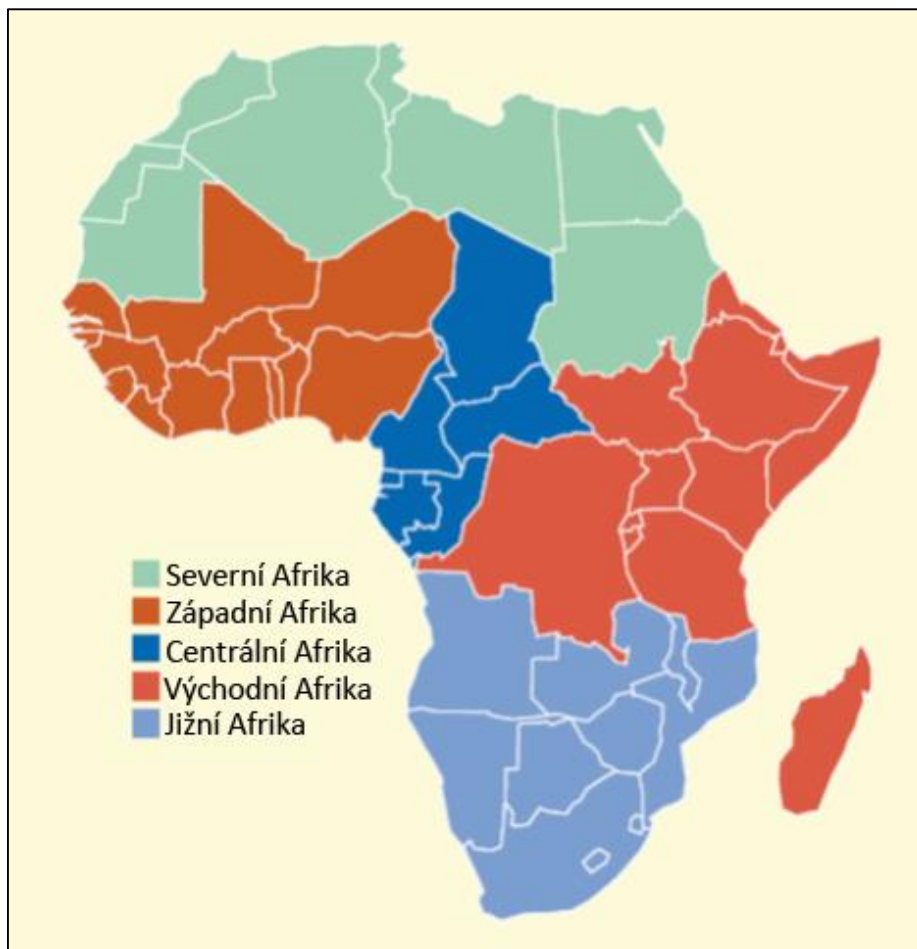 Severní Afrika
Západní Afrika
Centrální Afrika
Východní Afrika
Jižní Afrika